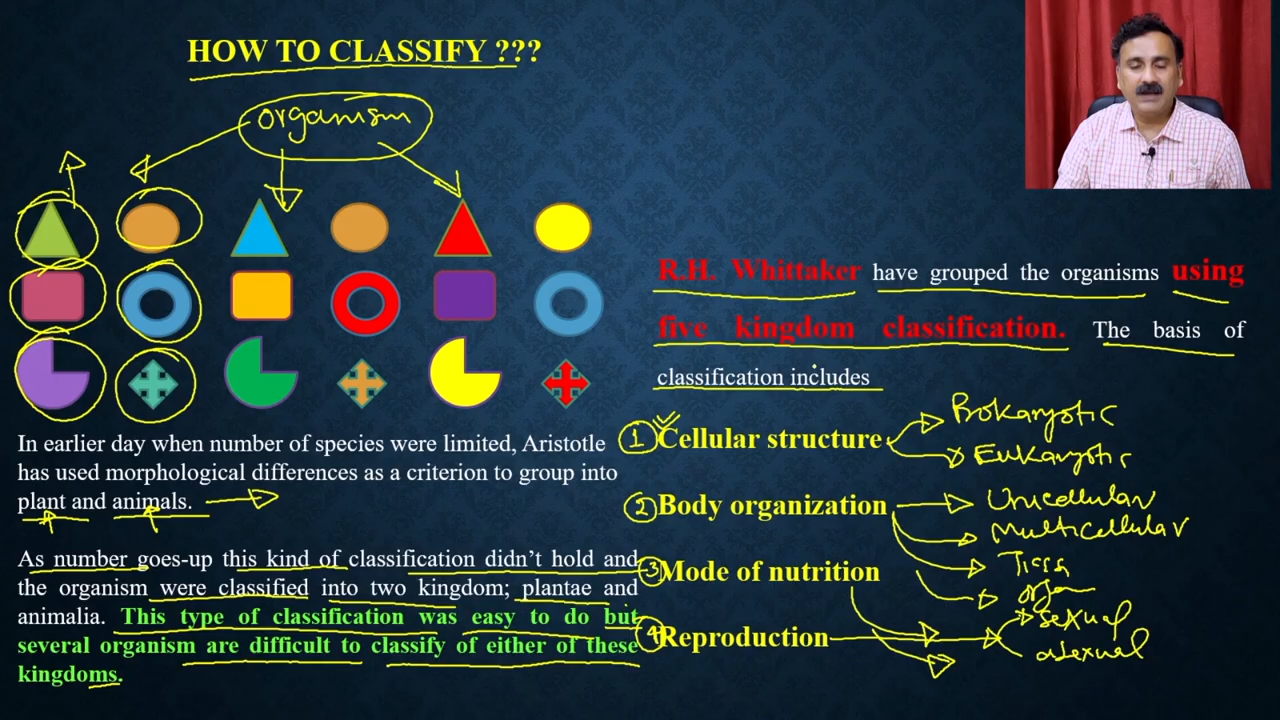 HOW TO CLASSIFY ???
organism
In earlier day when number of species were limited, Aristotle
has used morphological differences as a criterion to group into
plant and animals.
As number goes-up this kind of classification didn't hold and
the organism were classified into two kingdom; plantae and
animalia. This type of classification was easy to do but
several organism are difficult to classify of either of these
kingdoms.
R.H. Whittaker have grouped the organisms using
five kingdom classification. The basis of
classification includes
1 Cellular structure
Prokaryotic
Eukaryotic
2 Body organization
Unicellular
Multicellular
3 Mode of nutrition
4 Reproduction
sexual
asexual